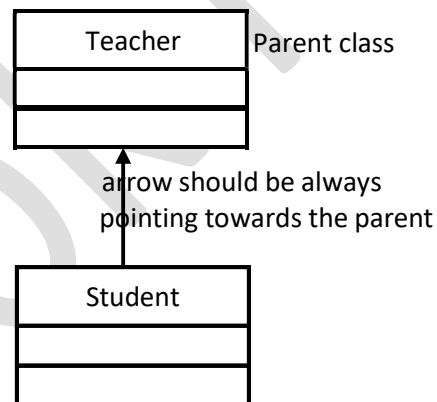 Teacher
Parent class
arrow should be always
pointing towards the parent
Student